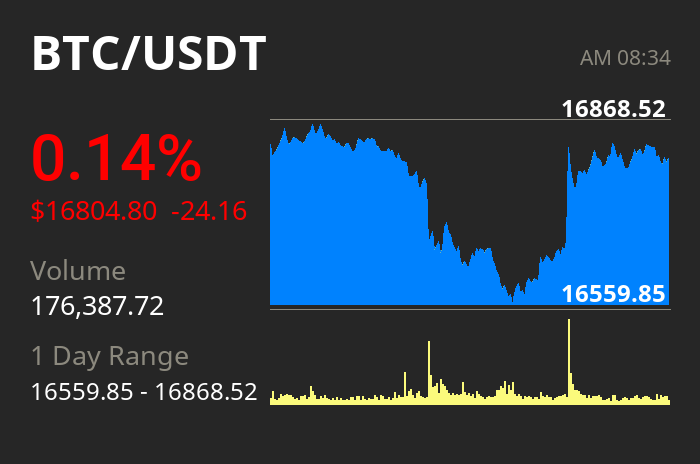 BTC/USDT
AM 08:34
16868.52
0.14%
$16804.80 -24.16
Volume
176,387.72
16559.85
1 Day Range
16559.85 - 16868.52